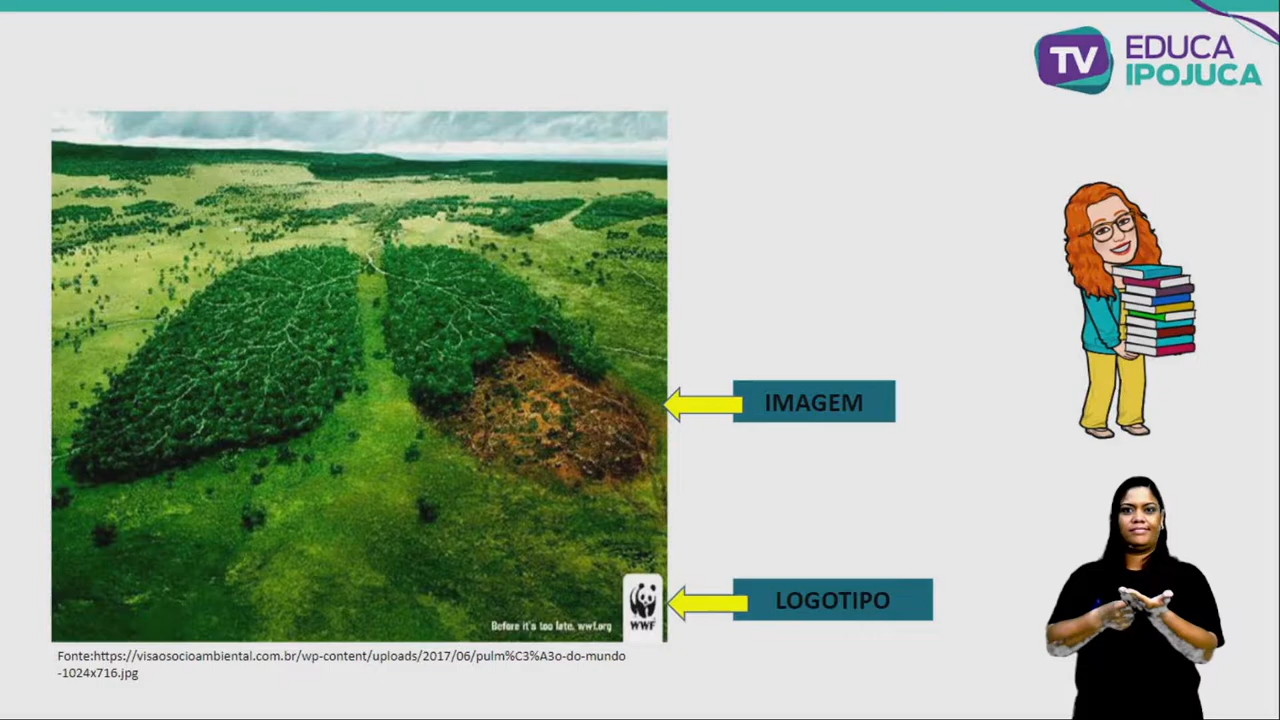 TV EDUCA
IPOJUCA
IMAGEM
LOGOTIPO
WWF
Before it's too late. wwf.org
Fonte:https://visaosocioambiental.com.br/wp-content/uploads/2017/06/pulm%C3%A3o-do-mundo
-1024x716.jpg